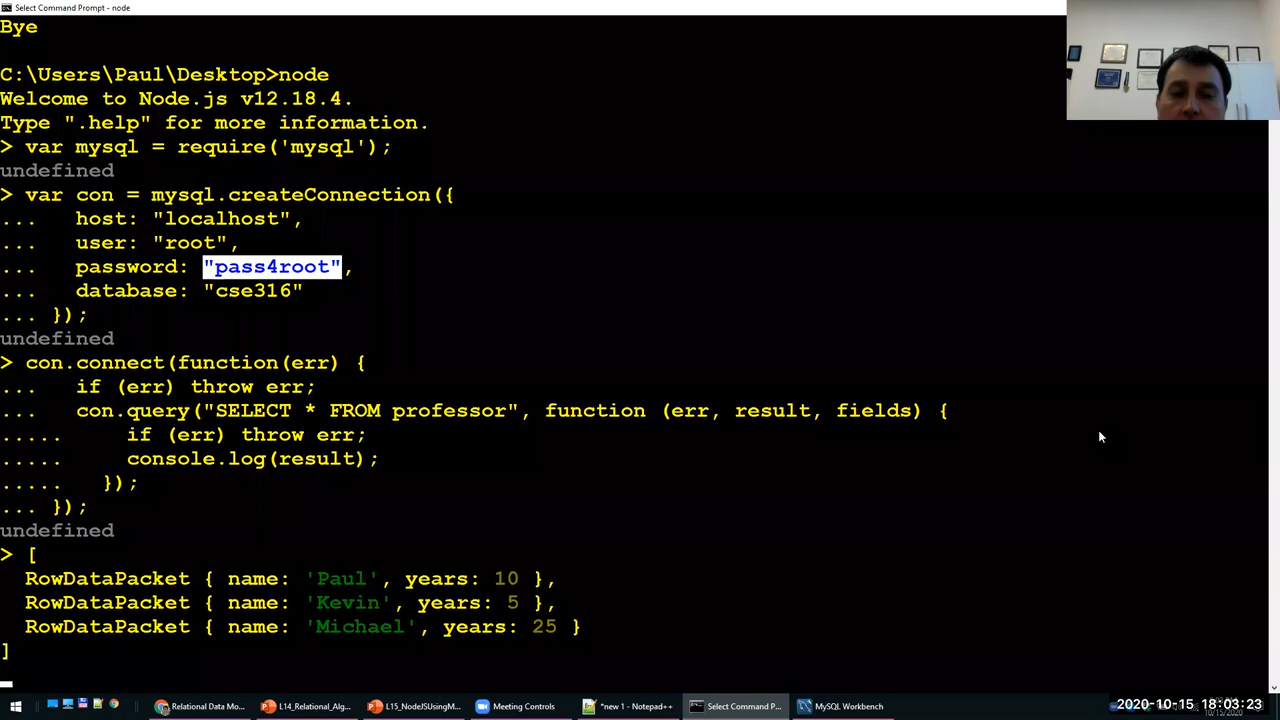 Select Command Prompt - node
Bye
C:\Users\Paul\Desktop>node
Welcome to Node.js v12.18.4.
Type ".help" for more information.
> var mysql = require('mysql');
undefined
> var con = mysql.createConnection({
... host: "localhost",
... user: "root",
... password: "pass4root",
... database: "cse316"
... });
undefined
> con.connect(function(err) {
... if (err) throw err;
... con.query("SELECT * FROM professor", function (err, result, fields) {
..... if (err) throw err;
..... console.log(result);
..... });
... });
undefined
> [
RowDataPacket { name: 'Paul', years: 10 },
RowDataPacket { name: 'Kevin', years: 5 },
RowDataPacket { name: 'Michael', years: 25 }
]
Relational Data Mo...
L14_Relational_Alg...
L15_NodeJSUsingM...
Meeting Controls
*new 1 - Notepad++
Select Command P...
MySQL Workbench
2020-10-15 18:03:23